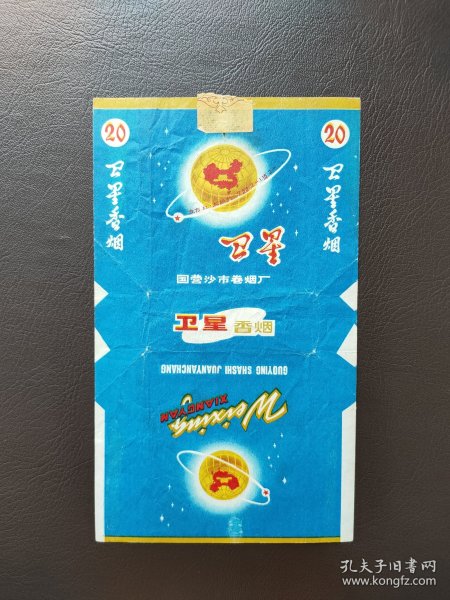 20
卫星香烟
20
卫星香烟
卫星
国营沙市卷烟厂
卫星 香烟
GUOYING SHASHI JUANYANCHANG
Weixing
XIANGYAN
孔夫子旧书网
www.kongfz.com